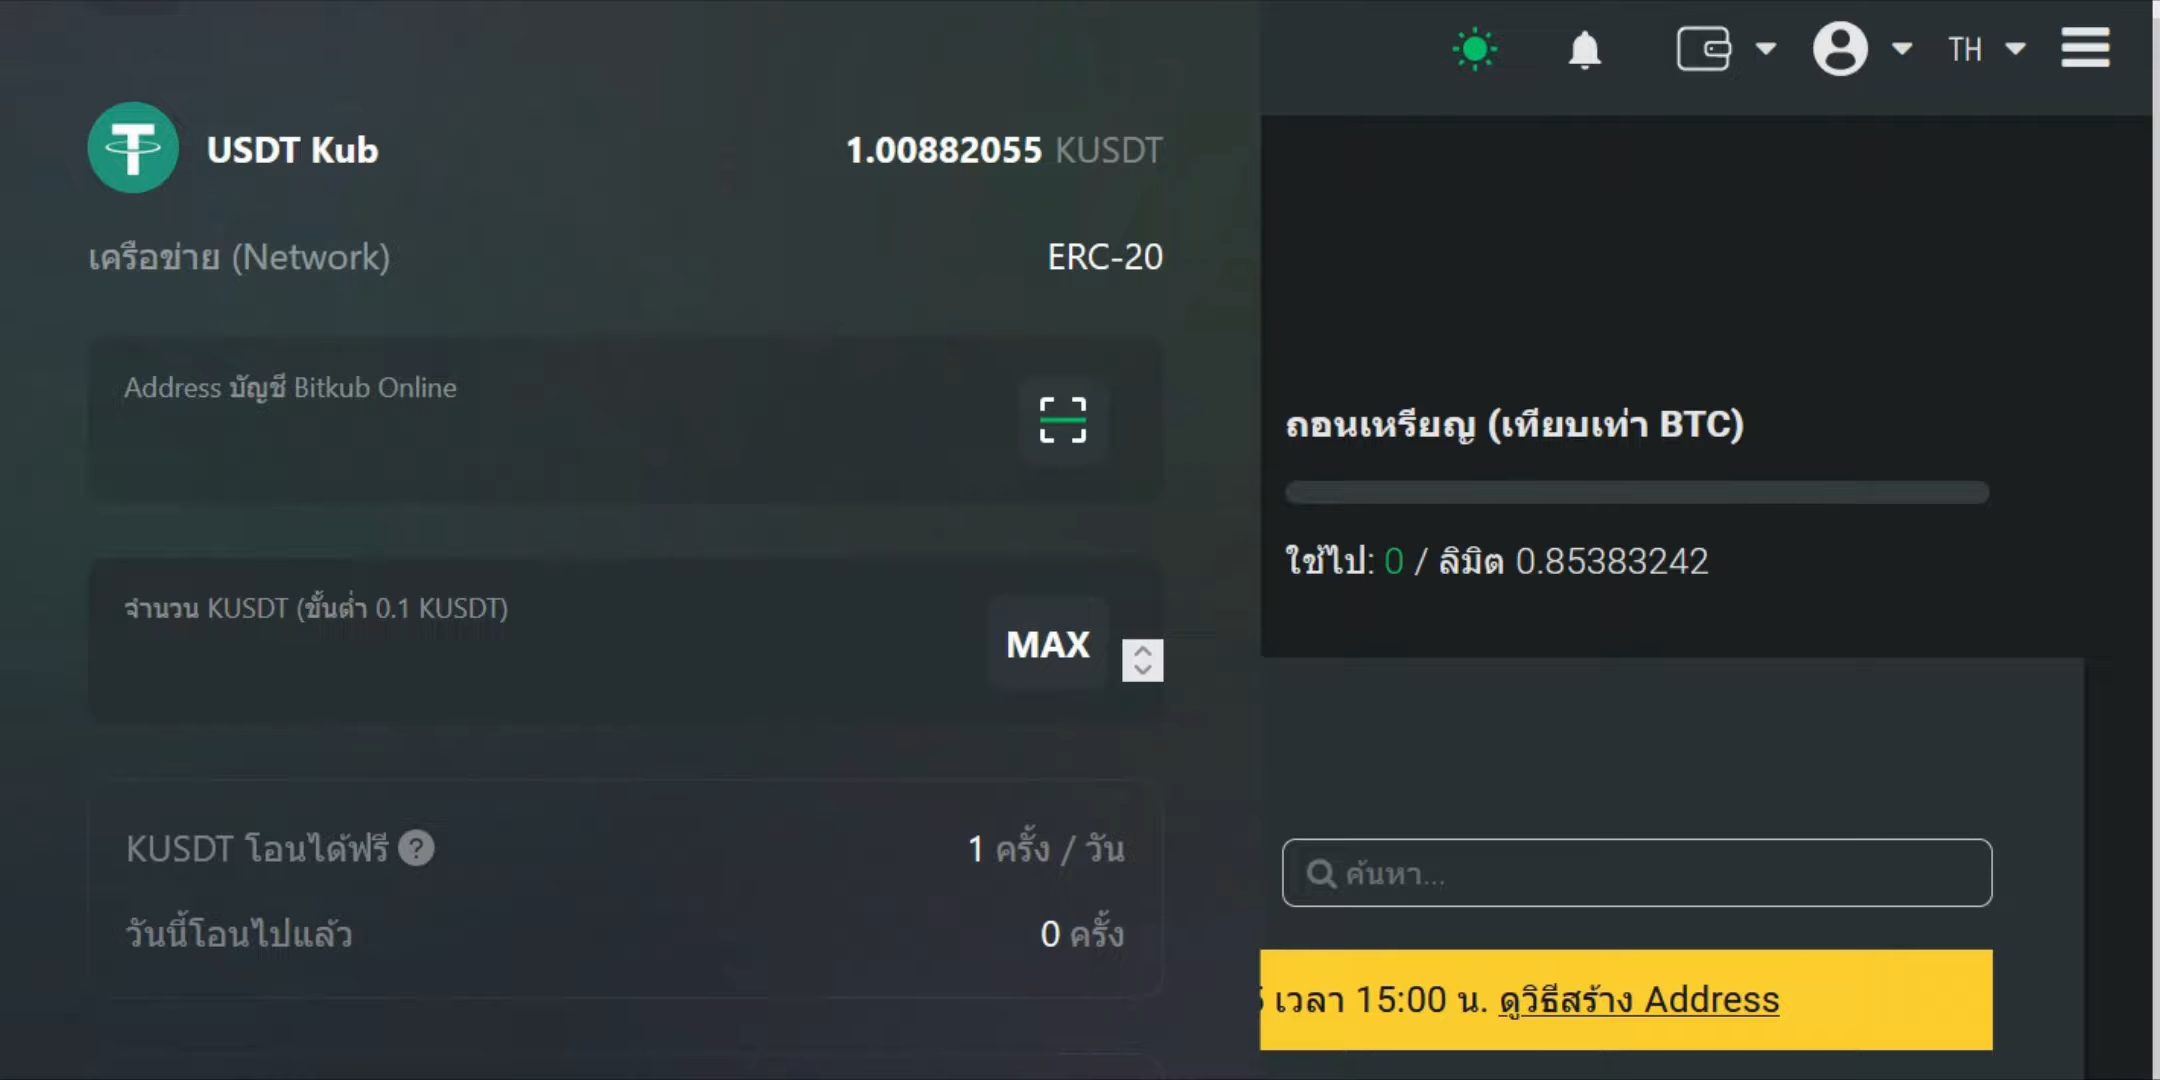 TH
USDT Kub
1.00882055 KUSDT
เครือข่าย (Network)
ERC-20
Address บัญชี Bitkub Online
จำนวน KUSDT (ขั้นต่ำ 0.1 KUSDT)
MAX
KUSDT โอนได้ฟรี ?
1 ครั้ง / วัน
วันนี้โอนไปแล้ว
0 ครั้ง
ถอนเหรียญ (เทียบเท่า BTC)
ใช้ไป: 0 / ลิมิต 0.85383242
ค้นหา...
เวลา 15:00 น. ดูวิธีสร้าง Address